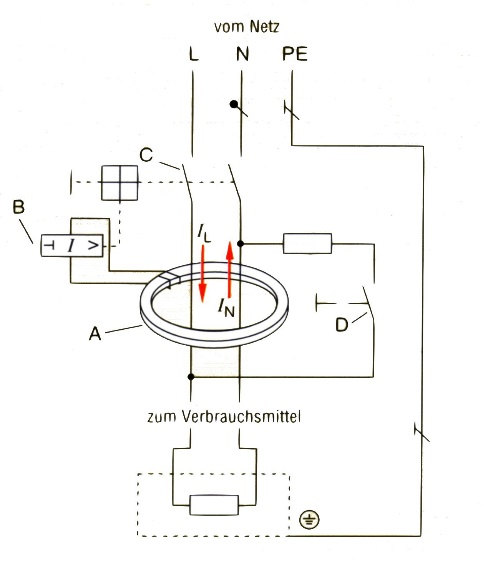 vom Netz
L N PE
C
B
I >
I_L
I_N
A
D
zum Verbrauchsmittel